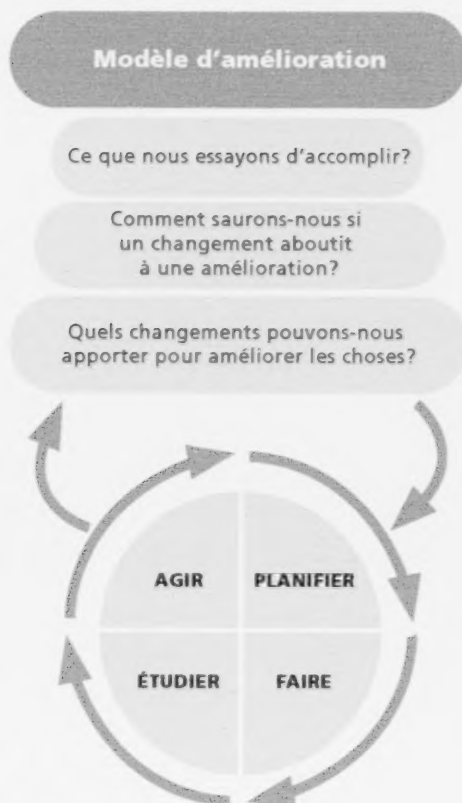 Modèle d'amélioration
Ce que nous essayons d'accomplir?
Comment saurons-nous si
un changement aboutit
à une amélioration?
Quels changements pouvons-nous
apporter pour améliorer les choses?
AGIR
PLANIFIER
ÉTUDIER
FAIRE